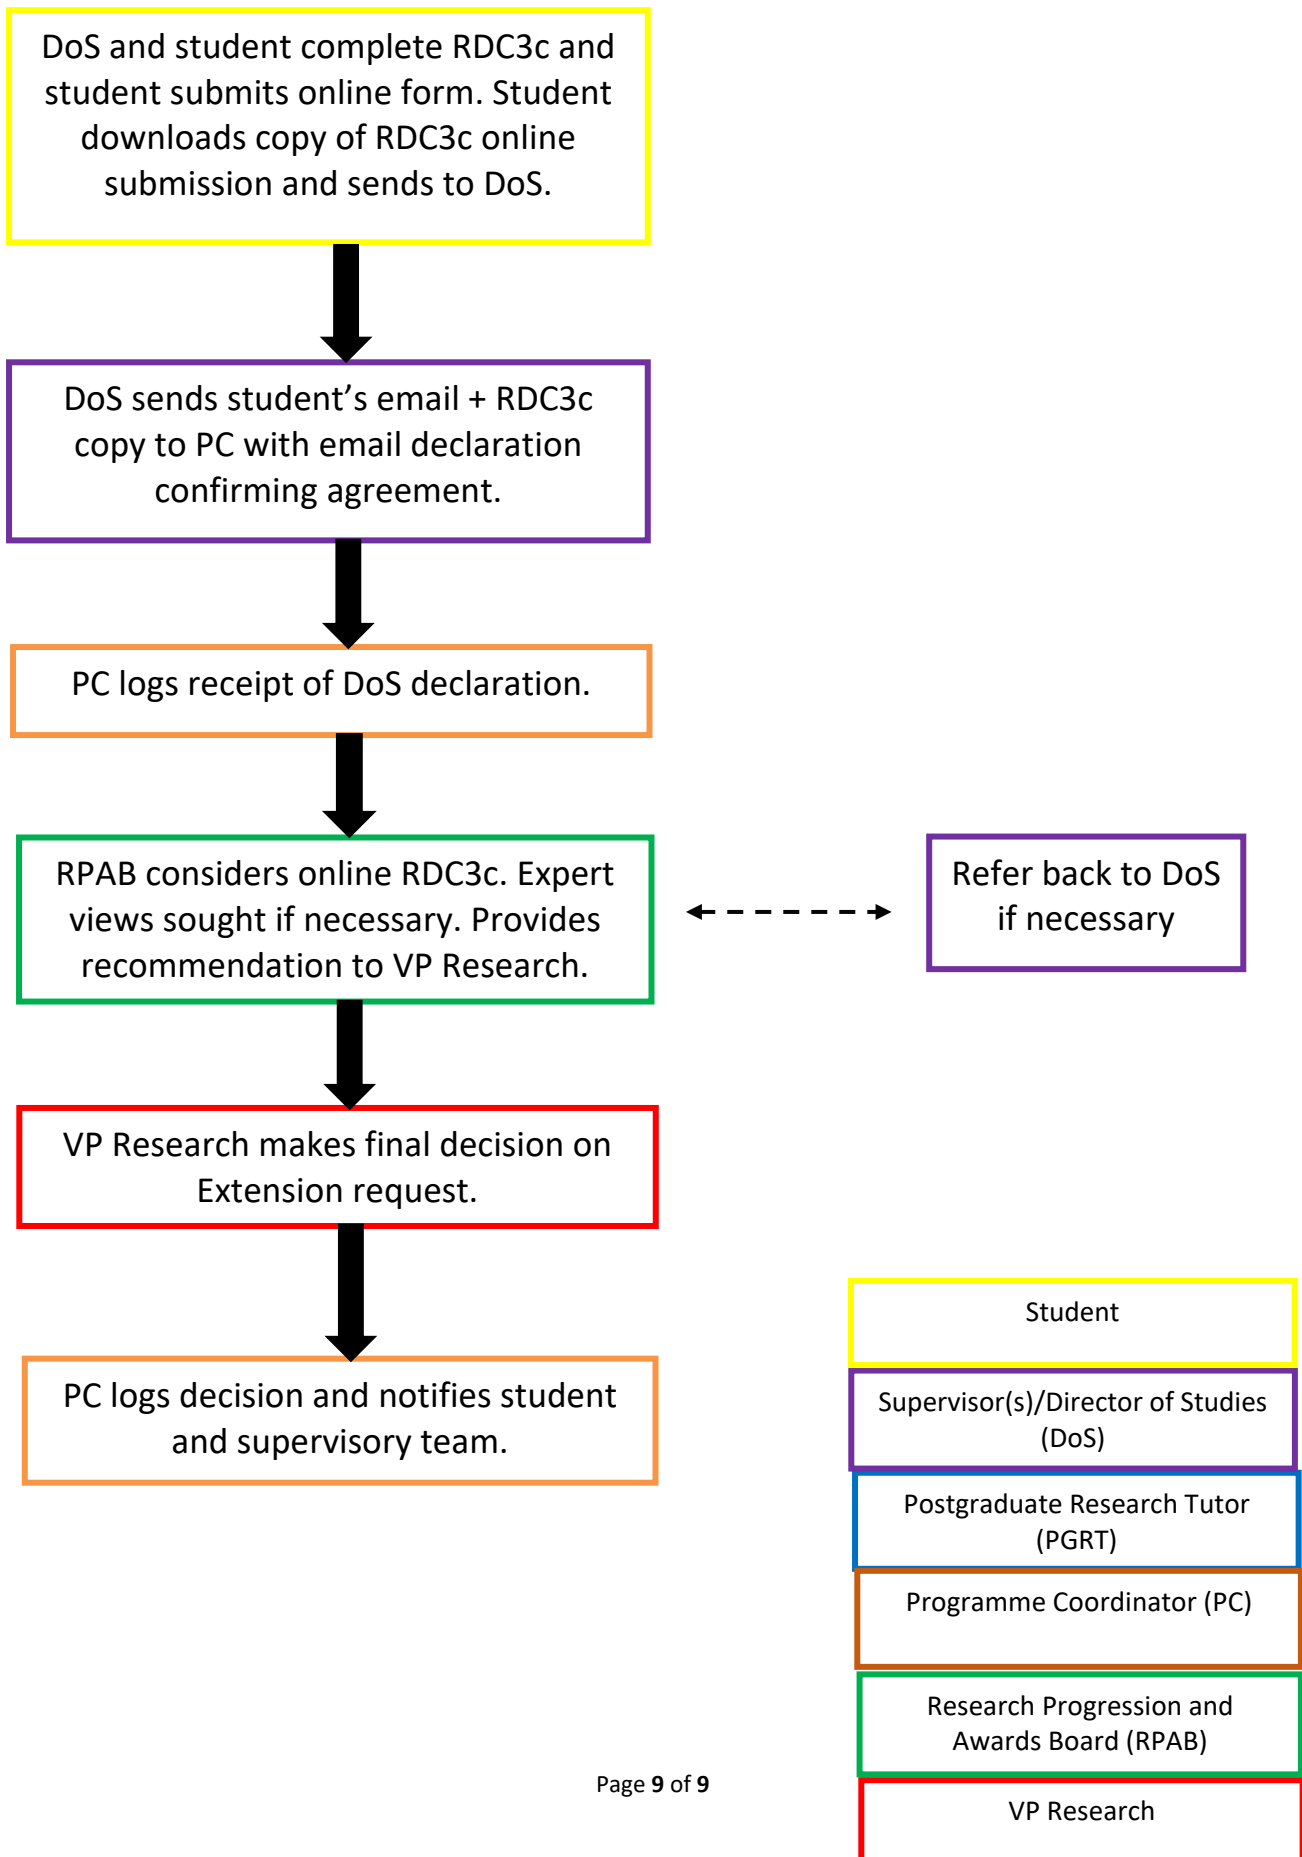 DoS and student complete RDC3c and
student submits online form. Student
downloads copy of RDC3c online
submission and sends to DoS.
DoS sends student’s email + RDC3c
copy to PC with email declaration
confirming agreement.
PC logs receipt of DoS declaration.
RPAB considers online RDC3c. Expert
views sought if necessary. Provides
recommendation to VP Research.
Refer back to DoS
if necessary
VP Research makes final decision on
Extension request.
PC logs decision and notifies student
and supervisory team.
Student
Supervisor(s)/Director of Studies
(DoS)
Postgraduate Research Tutor
(PGRT)
Programme Coordinator (PC)
Research Progression and
Awards Board (RPAB)
VP Research
Page 9 of 9